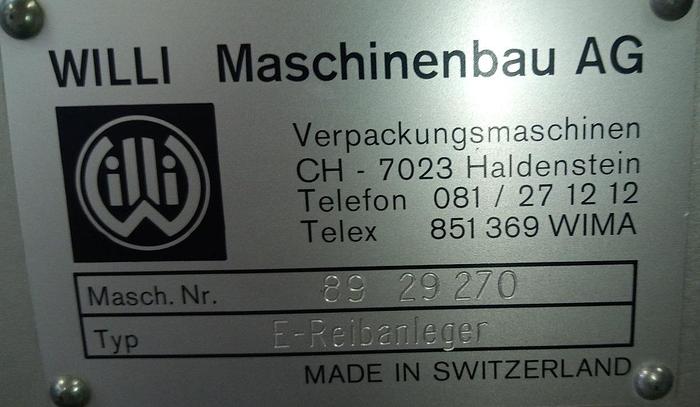 WILLI Maschinenbau AG
Willi
Verpackungsmaschinen
CH - 7023 Haldenstein
Telefon 081 / 27 12 12
Telex 851 369 WIMA
Masch. Nr. 89 29 270
Typ E-Reibanleger
MADE IN SWITZERLAND